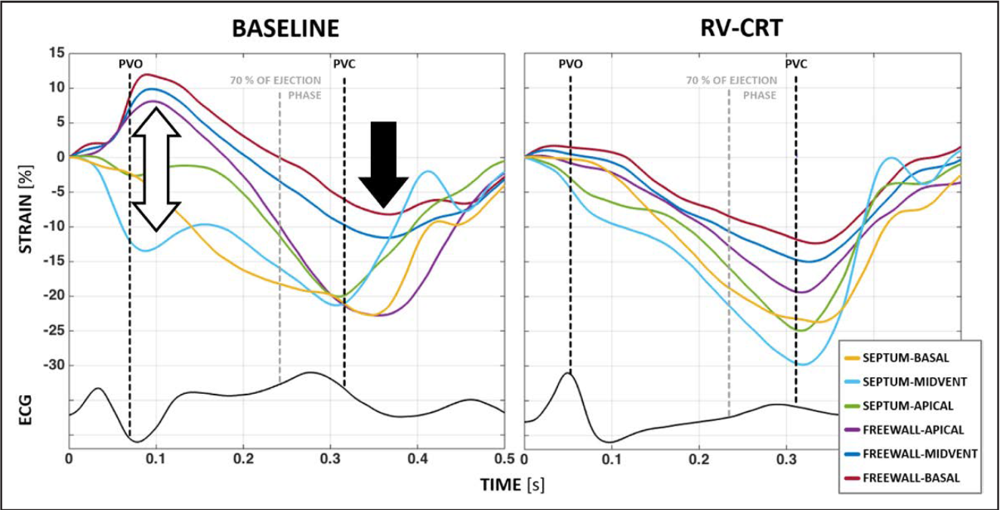 BASELINE
RV-CRT
15
10
5
0
-5
-10
-15
-20
-25
-30
STRAIN [%]
ECG
PVO
70 % OF EJECTION
PHASE
PVC
PVO
70 % OF EJECTION
PHASE
PVC
0
0.1
0.2
0.3
0.4
0.5
0
0.1
0.2
0.3
TIME [s]
SEPTUM-BASAL
SEPTUM-MIDVENT
SEPTUM-APICAL
FREEWALL-APICAL
FREEWALL-MIDVENT
FREEWALL-BASAL